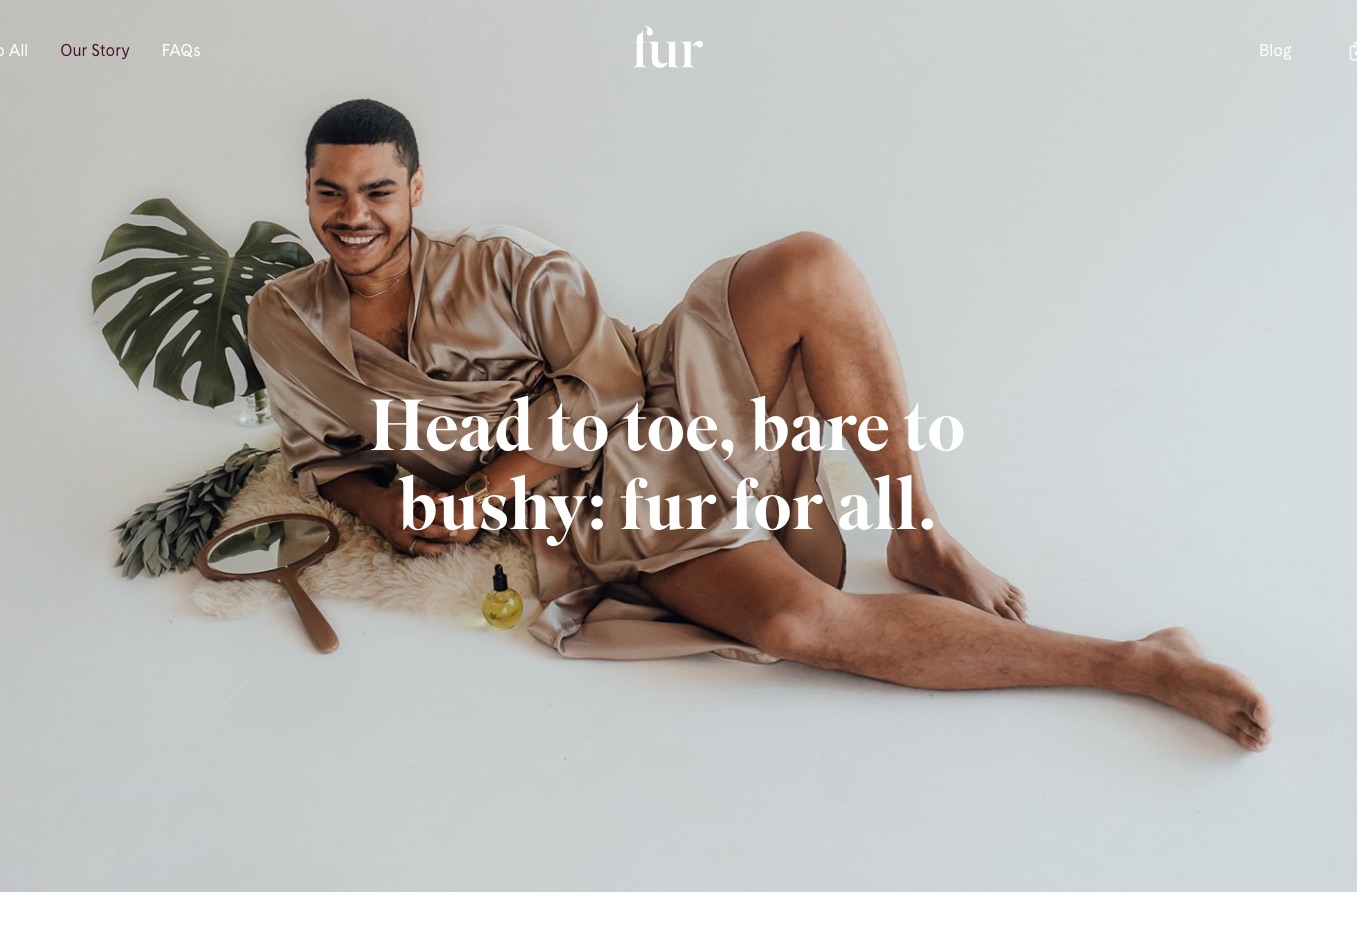 All
Our Story
FAQs
fur
Blog
Head to toe, bare to
bushy: fur for all.